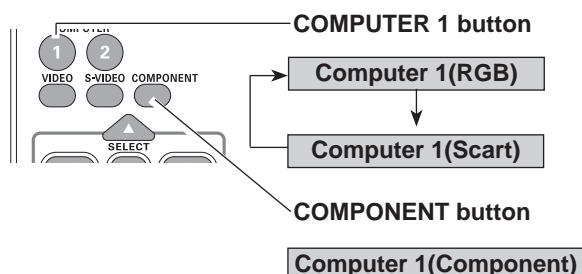 COMPUTER 1 button
COMPUTER
1 2
VIDEO S-VIDEO COMPONENT
SELECT
Computer 1(RGB)
Computer 1(Scart)
COMPONENT button
Computer 1(Component)